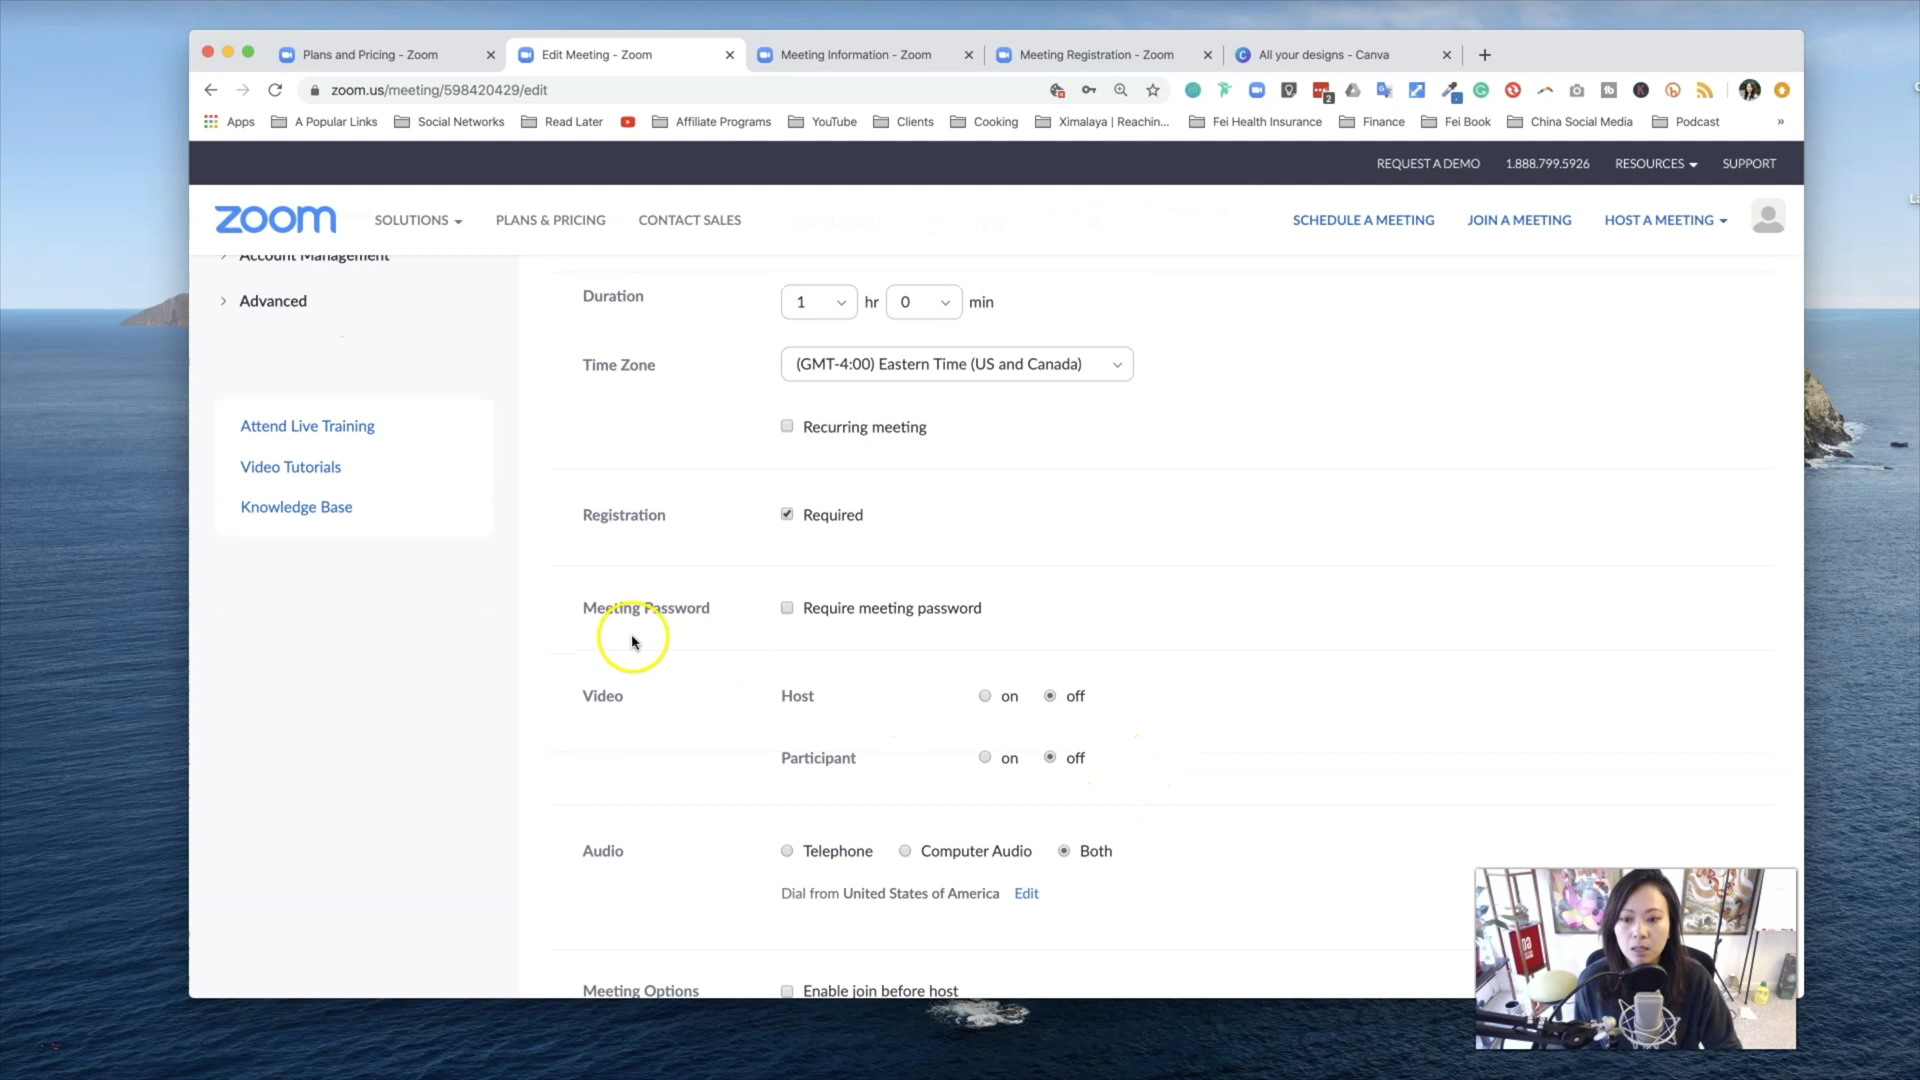 Plans and Pricing - Zoom
Edit Meeting - Zoom
Meeting Information - Zoom
Meeting Registration - Zoom
All your designs - Canva
zoom.us/meeting/598420429/edit
Apps A Popular Links Social Networks Read Later Affiliate Programs YouTube Clients Cooking Ximalaya | Reachin... Fei Health Insurance Finance Fei Book China Social Media Podcast »
REQUEST A DEMO 1.888.799.5926 RESOURCES SUPPORT
zoom SOLUTIONS PLANS & PRICING CONTACT SALES SCHEDULE A MEETING JOIN A MEETING HOST A MEETING
Account Management
Advanced
Attend Live Training
Video Tutorials
Knowledge Base
Duration 1 hr 0 min
Time Zone (GMT-4:00) Eastern Time (US and Canada)
Recurring meeting
Registration Required
Meeting Password Require meeting password
Video Host on off
Participant on off
Audio Telephone Computer Audio Both
Dial from United States of America Edit
Meeting Options Enable join before host